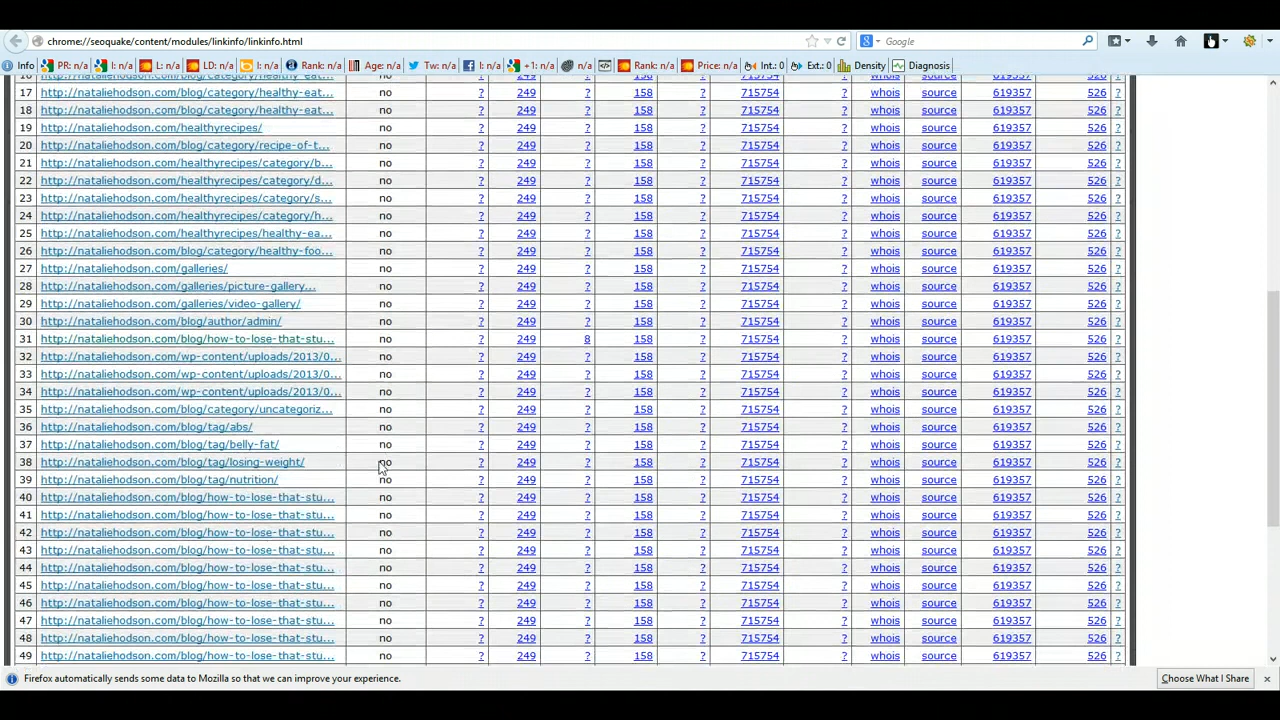 chrome://seoquake/content/modules/linkinfo/linkinfo.html Google
Info PR: n/a I: n/a L: n/a LD: n/a I: n/a Rank: n/a Age: n/a Tw: n/a I: n/a +1: n/a n/a Rank: n/a Price: n/a Int.: 0 Ext.: 0 Density Diagnosis
16 http://nataliehodson.com/blog/category/healthy-eat... no ? 249 ? 158 ? 715754 ? whois source 619357 526 ?
17 http://nataliehodson.com/blog/category/healthy-eat... no ? 249 ? 158 ? 715754 ? whois source 619357 526 ?
18 http://nataliehodson.com/blog/category/healthy-eat... no ? 249 ? 158 ? 715754 ? whois source 619357 526 ?
19 http://nataliehodson.com/healthyrecipes/ no ? 249 ? 158 ? 715754 ? whois source 619357 526 ?
20 http://nataliehodson.com/blog/category/recipe-of-t... no ? 249 ? 158 ? 715754 ? whois source 619357 526 ?
21 http://nataliehodson.com/healthyrecipes/category/b... no ? 249 ? 158 ? 715754 ? whois source 619357 526 ?
22 http://nataliehodson.com/healthyrecipes/category/d... no ? 249 ? 158 ? 715754 ? whois source 619357 526 ?
23 http://nataliehodson.com/healthyrecipes/category/s... no ? 249 ? 158 ? 715754 ? whois source 619357 526 ?
24 http://nataliehodson.com/healthyrecipes/category/h... no ? 249 ? 158 ? 715754 ? whois source 619357 526 ?
25 http://nataliehodson.com/healthyrecipes/healthy-ea... no ? 249 ? 158 ? 715754 ? whois source 619357 526 ?
26 http://nataliehodson.com/blog/category/healthy-foo... no ? 249 ? 158 ? 715754 ? whois source 619357 526 ?
27 http://nataliehodson.com/galleries/ no ? 249 ? 158 ? 715754 ? whois source 619357 526 ?
28 http://nataliehodson.com/galleries/picture-gallery... no ? 249 ? 158 ? 715754 ? whois source 619357 526 ?
29 http://nataliehodson.com/galleries/video-gallery/ no ? 249 ? 158 ? 715754 ? whois source 619357 526 ?
30 http://nataliehodson.com/blog/author/admin/ no ? 249 ? 158 ? 715754 ? whois source 619357 526 ?
31 http://nataliehodson.com/blog/how-to-lose-that-stu... no ? 249 8 158 ? 715754 ? whois source 619357 526 ?
32 http://nataliehodson.com/wp-content/uploads/2013/0... no ? 249 ? 158 ? 715754 ? whois source 619357 526 ?
33 http://nataliehodson.com/wp-content/uploads/2013/0... no ? 249 ? 158 ? 715754 ? whois source 619357 526 ?
34 http://nataliehodson.com/wp-content/uploads/2013/0... no ? 249 ? 158 ? 715754 ? whois source 619357 526 ?
35 http://nataliehodson.com/blog/category/uncategoriz... no ? 249 ? 158 ? 715754 ? whois source 619357 526 ?
36 http://nataliehodson.com/blog/tag/abs/ no ? 249 ? 158 ? 715754 ? whois source 619357 526 ?
37 http://nataliehodson.com/blog/tag/belly-fat/ no ? 249 ? 158 ? 715754 ? whois source 619357 526 ?
38 http://nataliehodson.com/blog/tag/losing-weight/ no ? 249 ? 158 ? 715754 ? whois source 619357 526 ?
39 http://nataliehodson.com/blog/tag/nutrition/ no ? 249 ? 158 ? 715754 ? whois source 619357 526 ?
40 http://nataliehodson.com/blog/how-to-lose-that-stu... no ? 249 ? 158 ? 715754 ? whois source 619357 526 ?
41 http://nataliehodson.com/blog/how-to-lose-that-stu... no ? 249 ? 158 ? 715754 ? whois source 619357 526 ?
42 http://nataliehodson.com/blog/how-to-lose-that-stu... no ? 249 ? 158 ? 715754 ? whois source 619357 526 ?
43 http://nataliehodson.com/blog/how-to-lose-that-stu... no ? 249 ? 158 ? 715754 ? whois source 619357 526 ?
44 http://nataliehodson.com/blog/how-to-lose-that-stu... no ? 249 ? 158 ? 715754 ? whois source 619357 526 ?
45 http://nataliehodson.com/blog/how-to-lose-that-stu... no ? 249 ? 158 ? 715754 ? whois source 619357 526 ?
46 http://nataliehodson.com/blog/how-to-lose-that-stu... no ? 249 ? 158 ? 715754 ? whois source 619357 526 ?
47 http://nataliehodson.com/blog/how-to-lose-that-stu... no ? 249 ? 158 ? 715754 ? whois source 619357 526 ?
48 http://nataliehodson.com/blog/how-to-lose-that-stu... no ? 249 ? 158 ? 715754 ? whois source 619357 526 ?
49 http://nataliehodson.com/blog/how-to-lose-that-stu... no ? 249 ? 158 ? 715754 ? whois source 619357 526 ?
Firefox automatically sends some data to Mozilla so that we can improve your experience. Choose What I Share